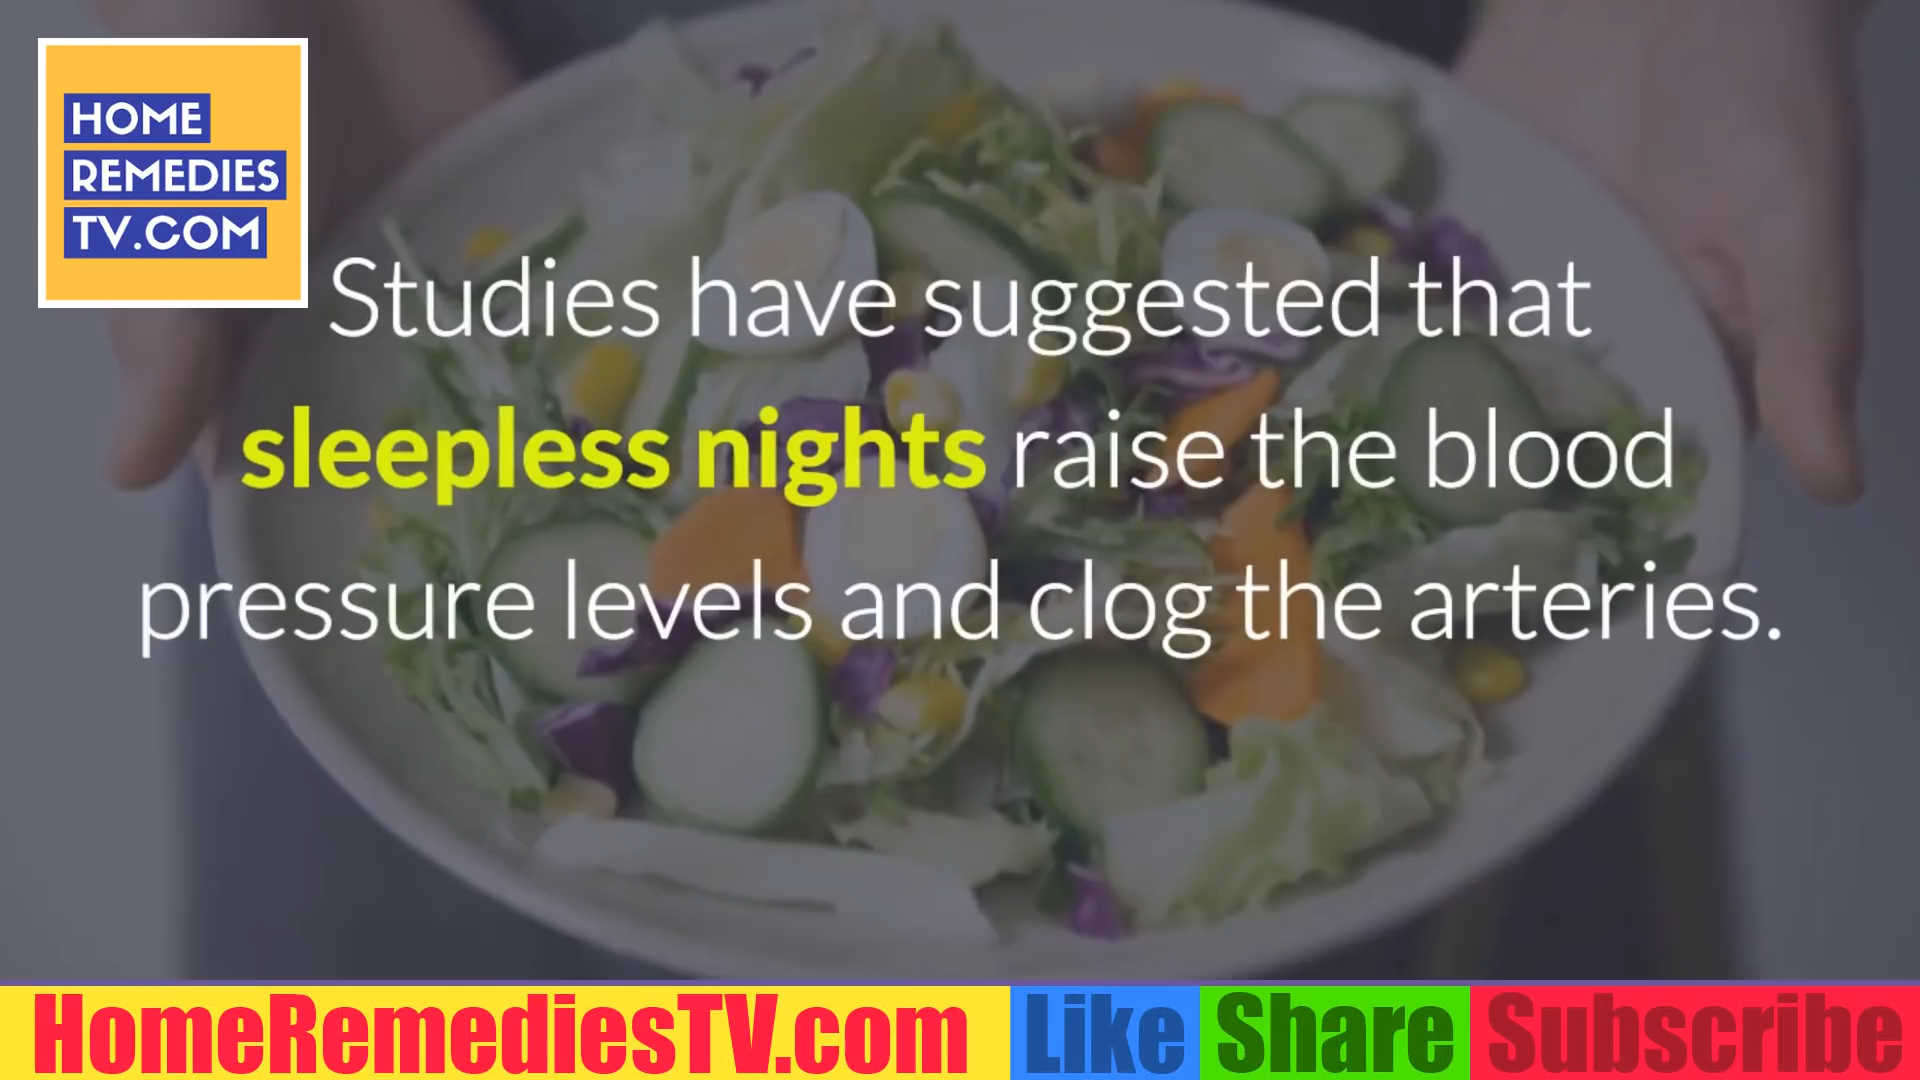 HOME
REMEDIES
TV.COM
Studies have suggested that
sleepless nights raise the blood
pressure levels and clog the arteries.
HomeRemediesTV.com Like Share Subscribe